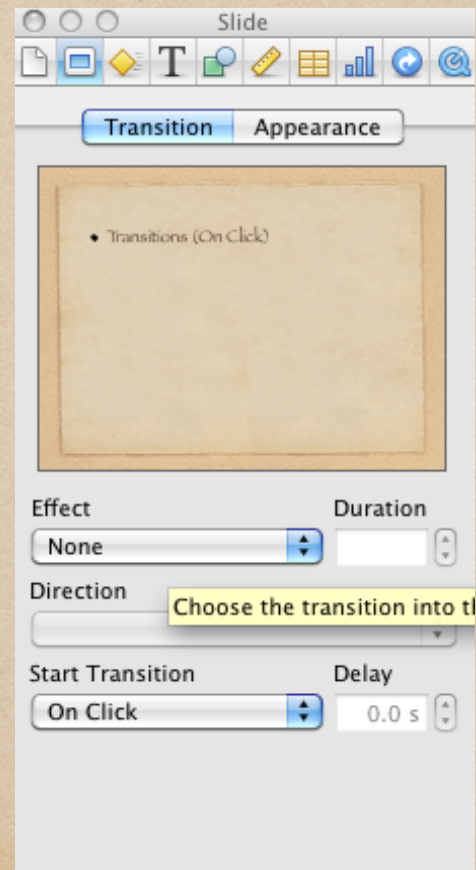 Slide
T
Transition Appearance
• Transitions (On Click)
Effect Duration
None
Direction
Choose the transition into
Start Transition Delay
On Click 0.0 s